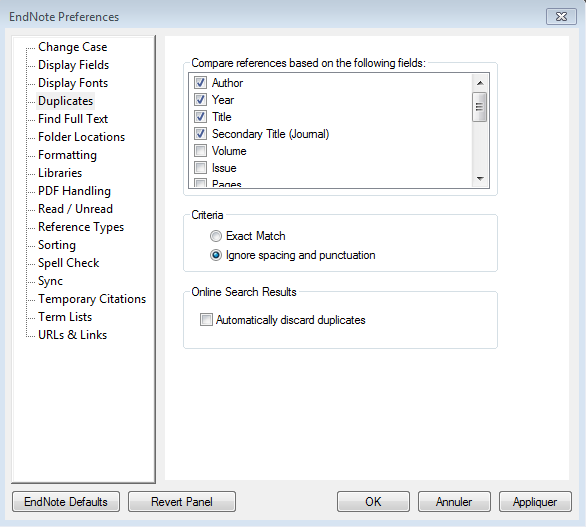 EndNote Preferences
Change Case
Display Fields
Display Fonts
Duplicates
Find Full Text
Folder Locations
Formatting
Libraries
PDF Handling
Read / Unread
Reference Types
Sorting
Spell Check
Sync
Temporary Citations
Term Lists
URLs & Links
Compare references based on the following fields:
Author
Year
Title
Secondary Title (Journal)
Volume
Issue
Pages
Criteria
Exact Match
Ignore spacing and punctuation
Online Search Results
Automatically discard duplicates
EndNote Defaults
Revert Panel
OK
Annuler
Appliquer